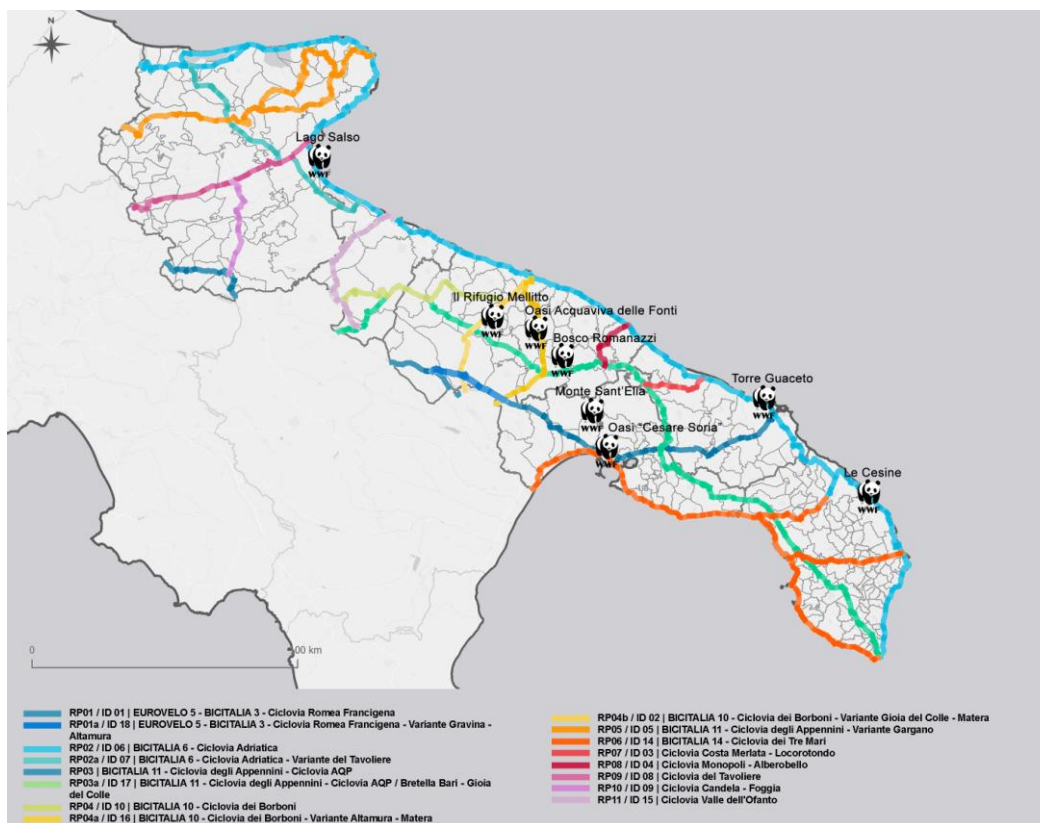 N
Lago Salso
WWF
Il Rifugio Mellitto
Oasi Acquaviva delle Fonti
WWF
WWF
Bosco Romanazzi
WWF
Torre Guaceto
WWF
Monte Sant'Elia
WWF
Oasi "Cesare Soria"
WWF
Le Cesine
WWF
0
00 km
RP01 / ID 01 | EUROVELO 5 - BICITALIA 3 - Ciclovia Romea Francigena
RP01a / ID 18 | EUROVELO 5 - BICITALIA 3 - Ciclovia Romea Francigena - Variante Gravina -
Altamura
RP02 / ID 06 | BICITALIA 6 - Ciclovia Adriatica
RP02a / ID 07 | BICITALIA 6 - Ciclovia Adriatica - Variante del Tavoliere
RP03 | BICITALIA 11 - Ciclovia degli Appennini - Ciclovia AQP
RP03a / ID 17 | BICITALIA 11 - Ciclovia degli Appennini - Ciclovia AQP / Bretella Bari - Gioia
del Colle
RP04 / ID 10 | BICITALIA 10 - Ciclovia dei Borboni
RP04a / ID 16 | BICITALIA 10 - Ciclovia dei Borboni - Variante Altamura - Matera
RP04b / ID 02 | BICITALIA 10 - Ciclovia dei Borboni - Variante Gioia del Colle - Matera
RP05 / ID 05 | BICITALIA 11 - Ciclovia degli Appennini - Variante Gargano
RP06 / ID 14 | BICITALIA 14 - Ciclovia dei Tre Mari
RP07 / ID 03 | Ciclovia Costa Merlata - Locorotondo
RP08 / ID 04 | Ciclovia Monopoli - Alberobello
RP09 / ID 08 | Ciclovia del Tavoliere
RP10 / ID 09 | Ciclovia Candela - Foggia
RP11 / ID 15 | Ciclovia Valle dell'Ofanto